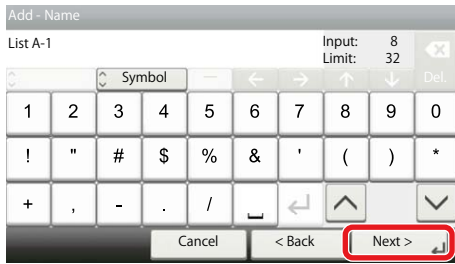 Add - Name
List A-1 Input: 8
Limit: 32
Symbol Del.
1 2 3 4 5 6 7 8 9 0
! " # $ % & ' ( ) *
+ , - . /
Cancel < Back Next >